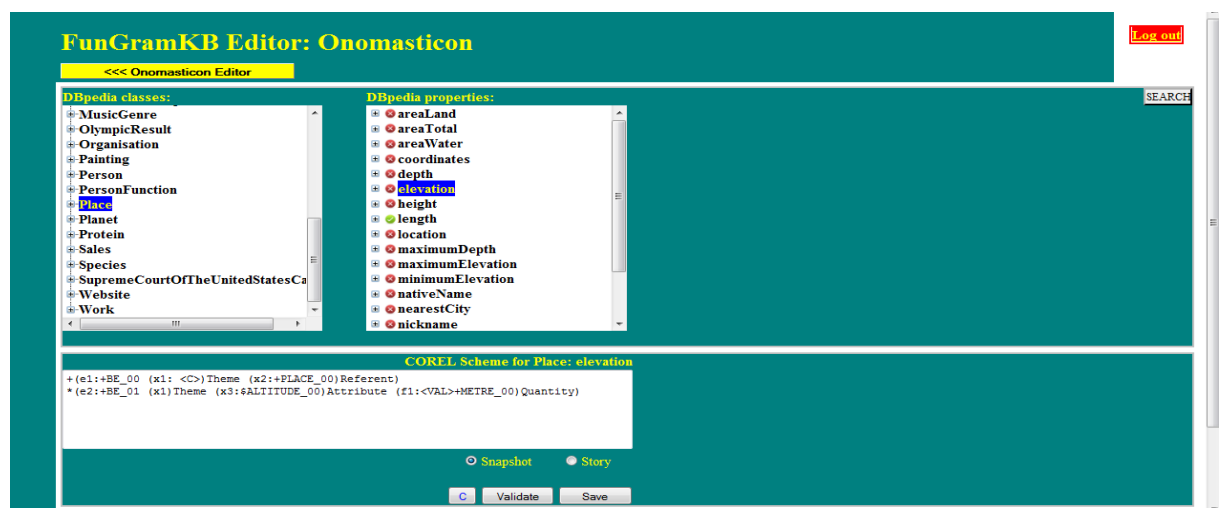 FunGramKB Editor: Onomasticon
Log out
<<< Onomasticon Editor
DBpedia classes:
MusicGenre
OlympicResult
Organisation
Painting
Person
PersonFunction
Place
Planet
Protein
Sales
Species
SupremeCourtOfTheUnitedStatesCa
Website
Work
DBpedia properties:
areaLand
areaTotal
areaWater
coordinates
depth
elevation
height
length
location
maximumDepth
maximumElevation
minimumElevation
nativeName
nearestCity
nickname
SEARCH
COREL Scheme for Place: elevation
+(e1:+BE_00 (x1: <C>)Theme (x2:+PLACE_00)Referent)
*(e2:+BE_01 (x1)Theme (x3:$ALTITUDE_00)Attribute (f1:<VAL>+METRE_00)Quantity)
Snapshot Story
C Validate Save